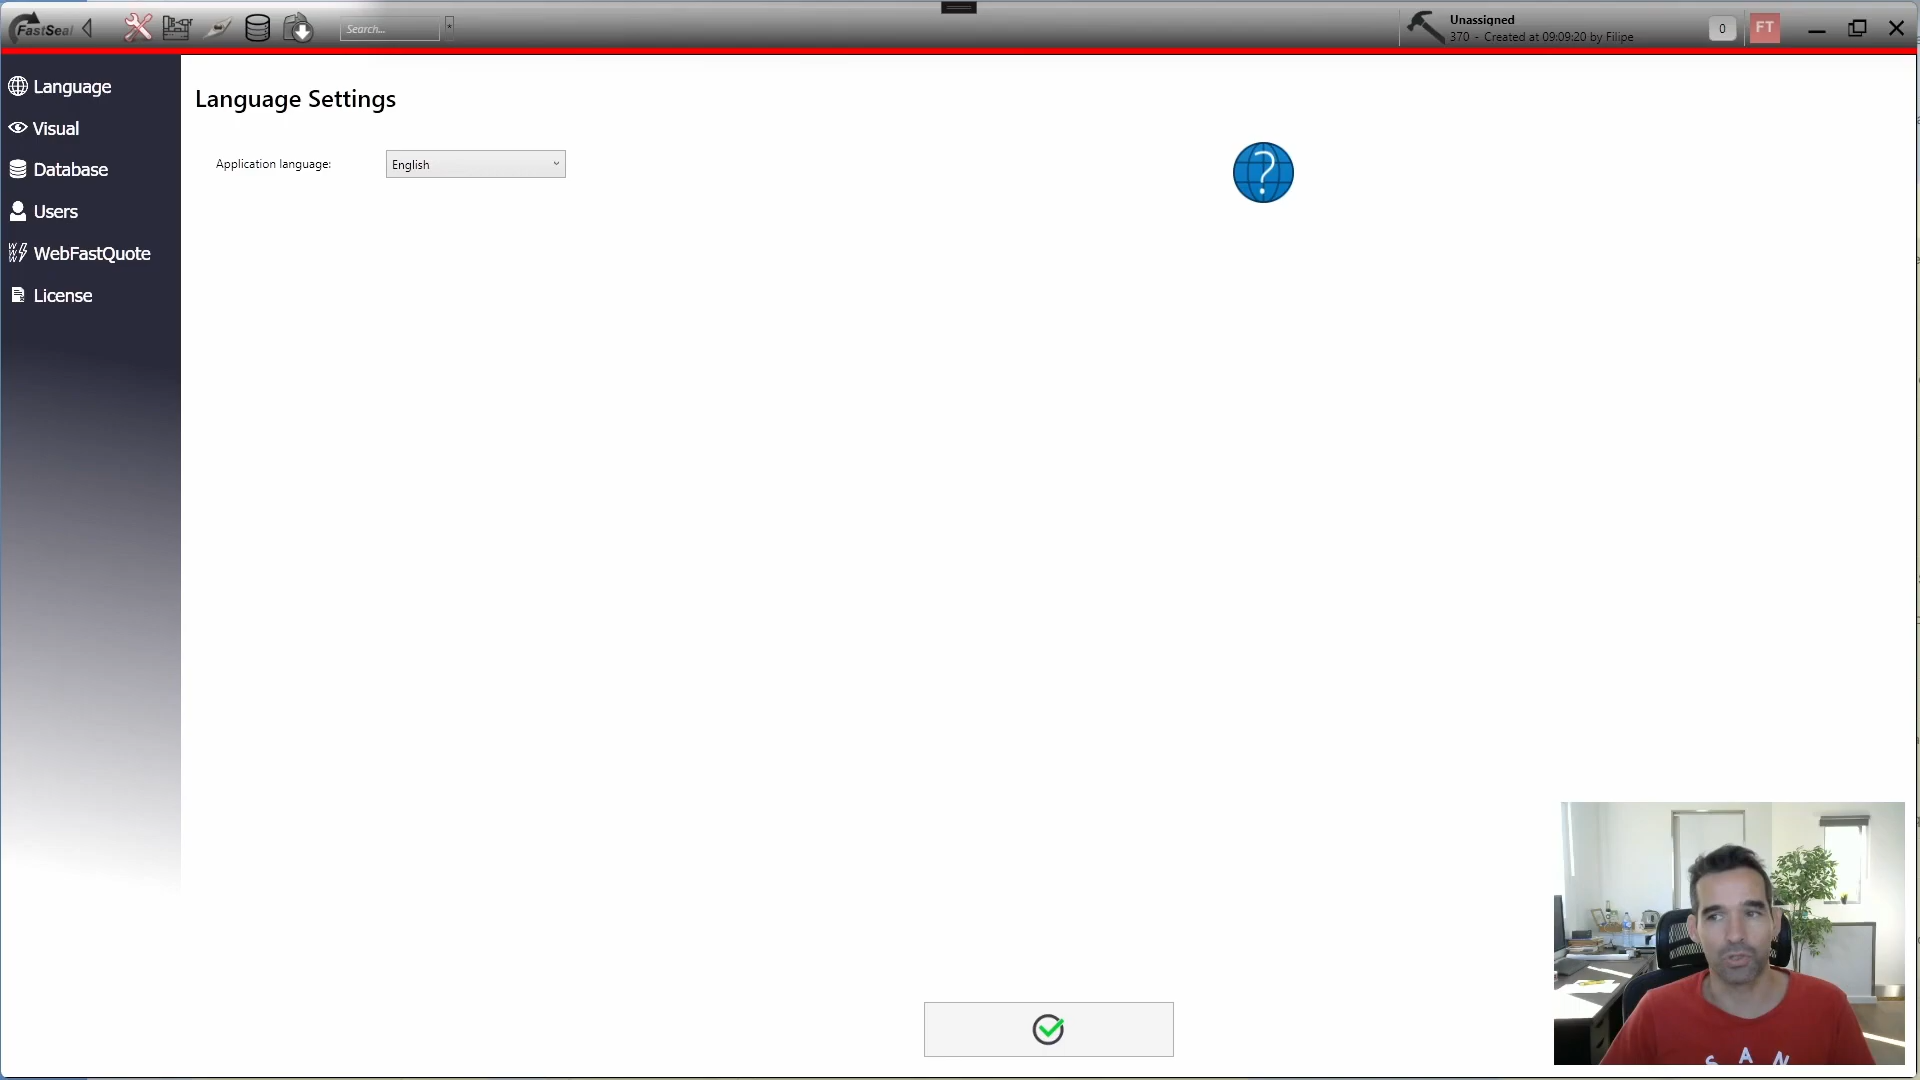 FastSeal
Search...
*
Unassigned
370 - Created at 09:09:20 by Filipe
0
FT
Language
Visual
Database
Users
WebFastQuote
License
Language Settings
Application language:
English
?
S A N